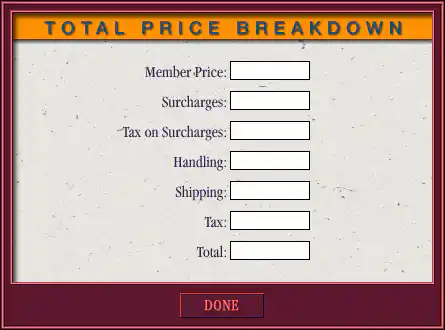 TOTAL PRICE BREAKDOWN
Member Price:
Surcharges:
Tax on Surcharges:
Handling:
Shipping:
Tax:
Total:
DONE